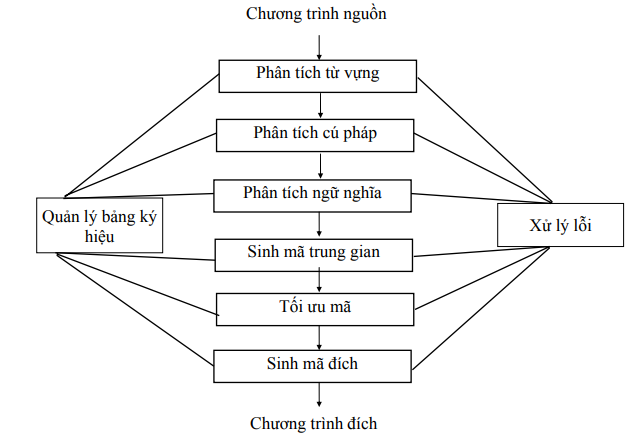 Chương trình nguồn
Phân tích từ vựng
Phân tích cú pháp
Phân tích ngữ nghĩa
Quản lý bảng ký
hiệu
Xử lý lỗi
Sinh mã trung gian
Tối ưu mã
Sinh mã đích
Chương trình đích